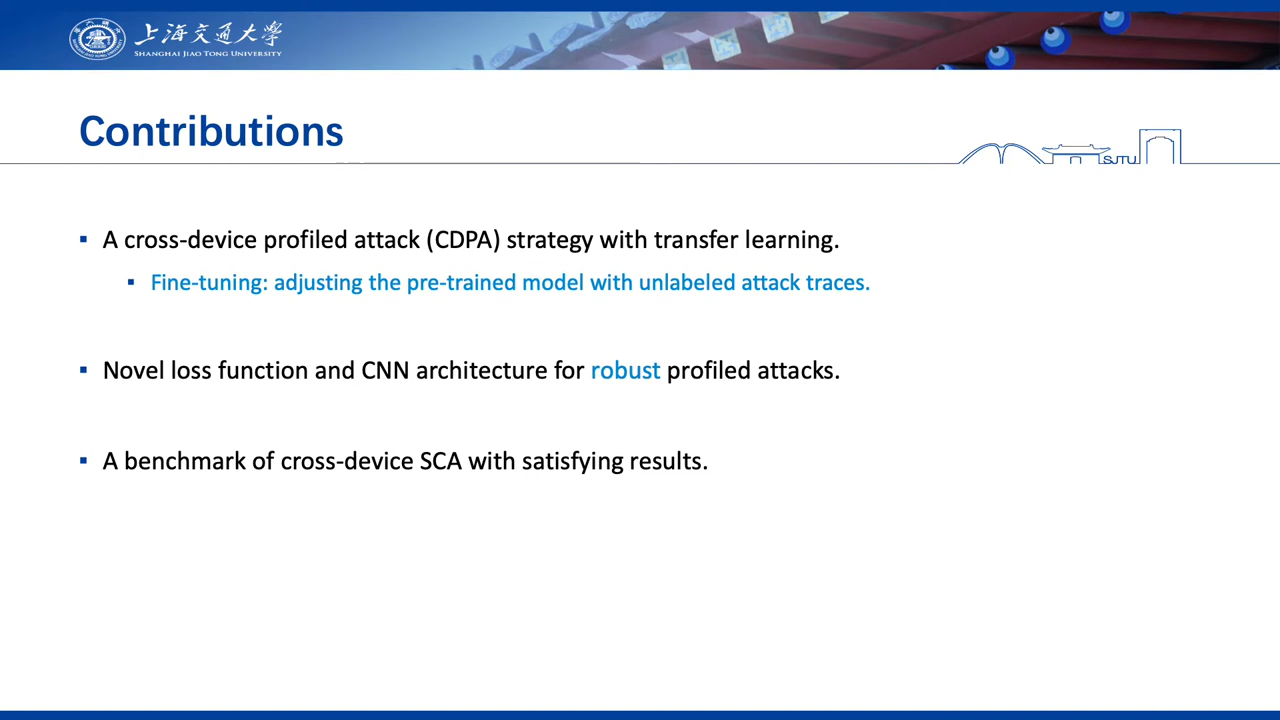 上海交通大学
SHANGHAI JIAO TONG UNIVERSITY
Contributions
SJTU
▪ A cross-device profiled attack (CDPA) strategy with transfer learning.
▪ Fine-tuning: adjusting the pre-trained model with unlabeled attack traces.
▪ Novel loss function and CNN architecture for robust profiled attacks.
▪ A benchmark of cross-device SCA with satisfying results.